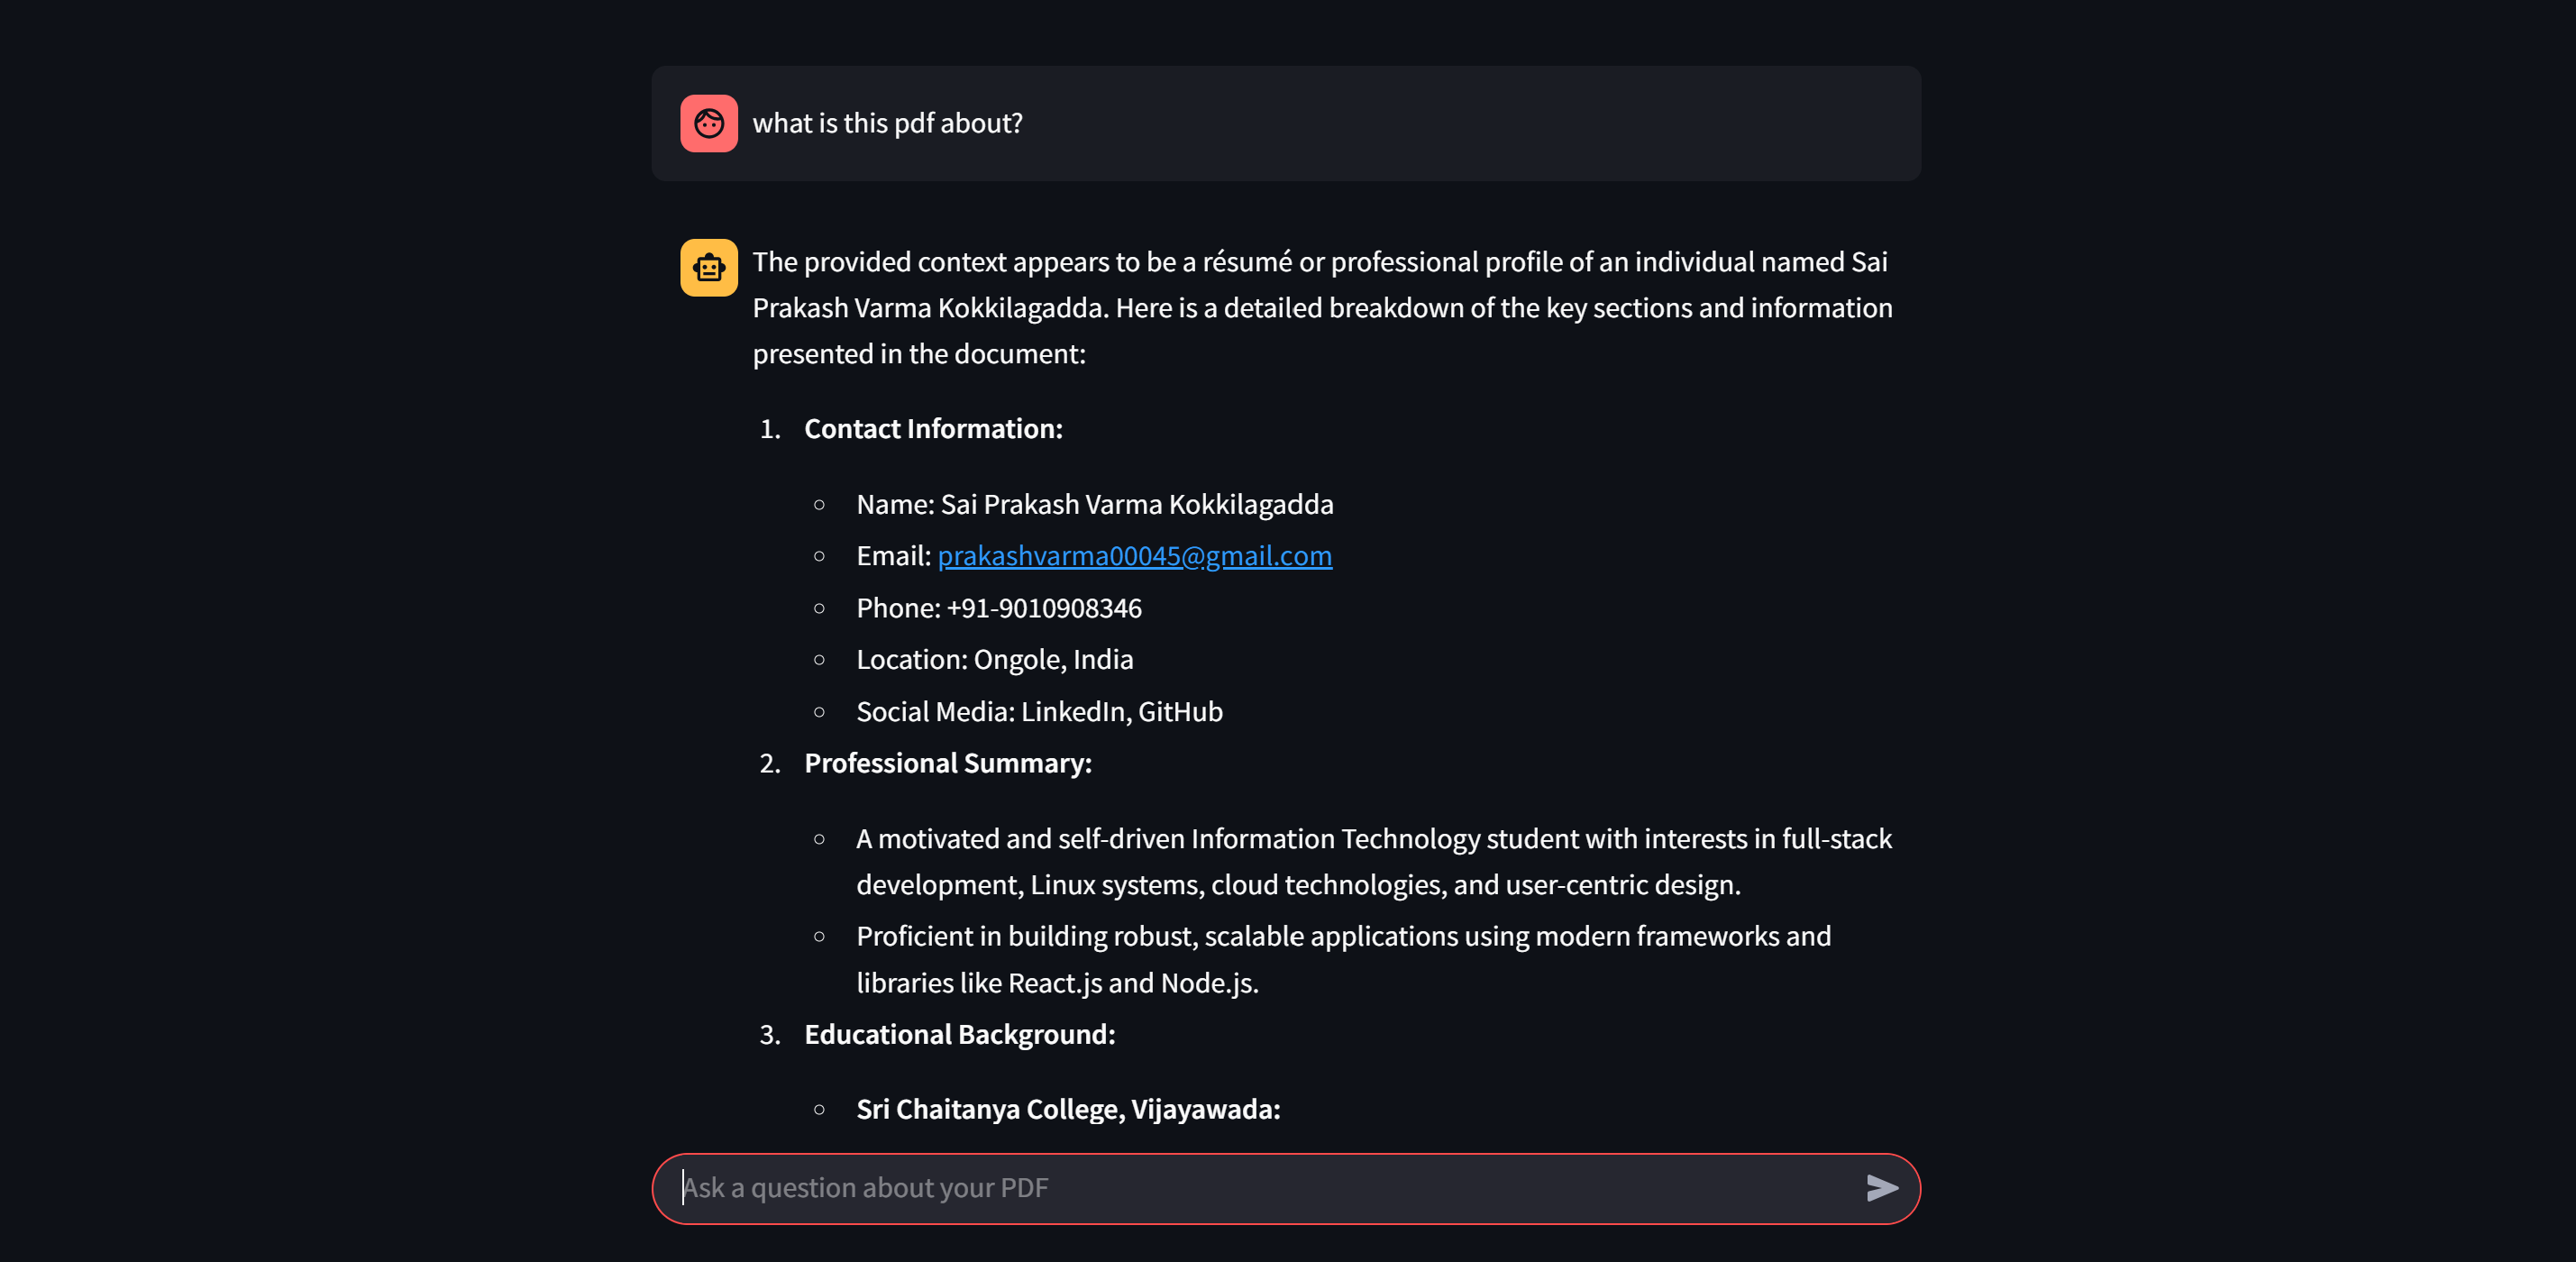 what is this pdf about?
The provided context appears to be a résumé or professional profile of an individual named Sai
Prakash Varma Kokkilagadda. Here is a detailed breakdown of the key sections and information
presented in the document:
1. Contact Information:
○ Name: Sai Prakash Varma Kokkilagadda
○ Email: prakashvarma00045@gmail.com
○ Phone: +91-9010908346
○ Location: Ongole, India
○ Social Media: LinkedIn, GitHub
2. Professional Summary:
○ A motivated and self-driven Information Technology student with interests in full-stack
development, Linux systems, cloud technologies, and user-centric design.
○ Proficient in building robust, scalable applications using modern frameworks and
libraries like React.js and Node.js.
3. Educational Background:
○ Sri Chaitanya College, Vijayawada:
Ask a question about your PDF